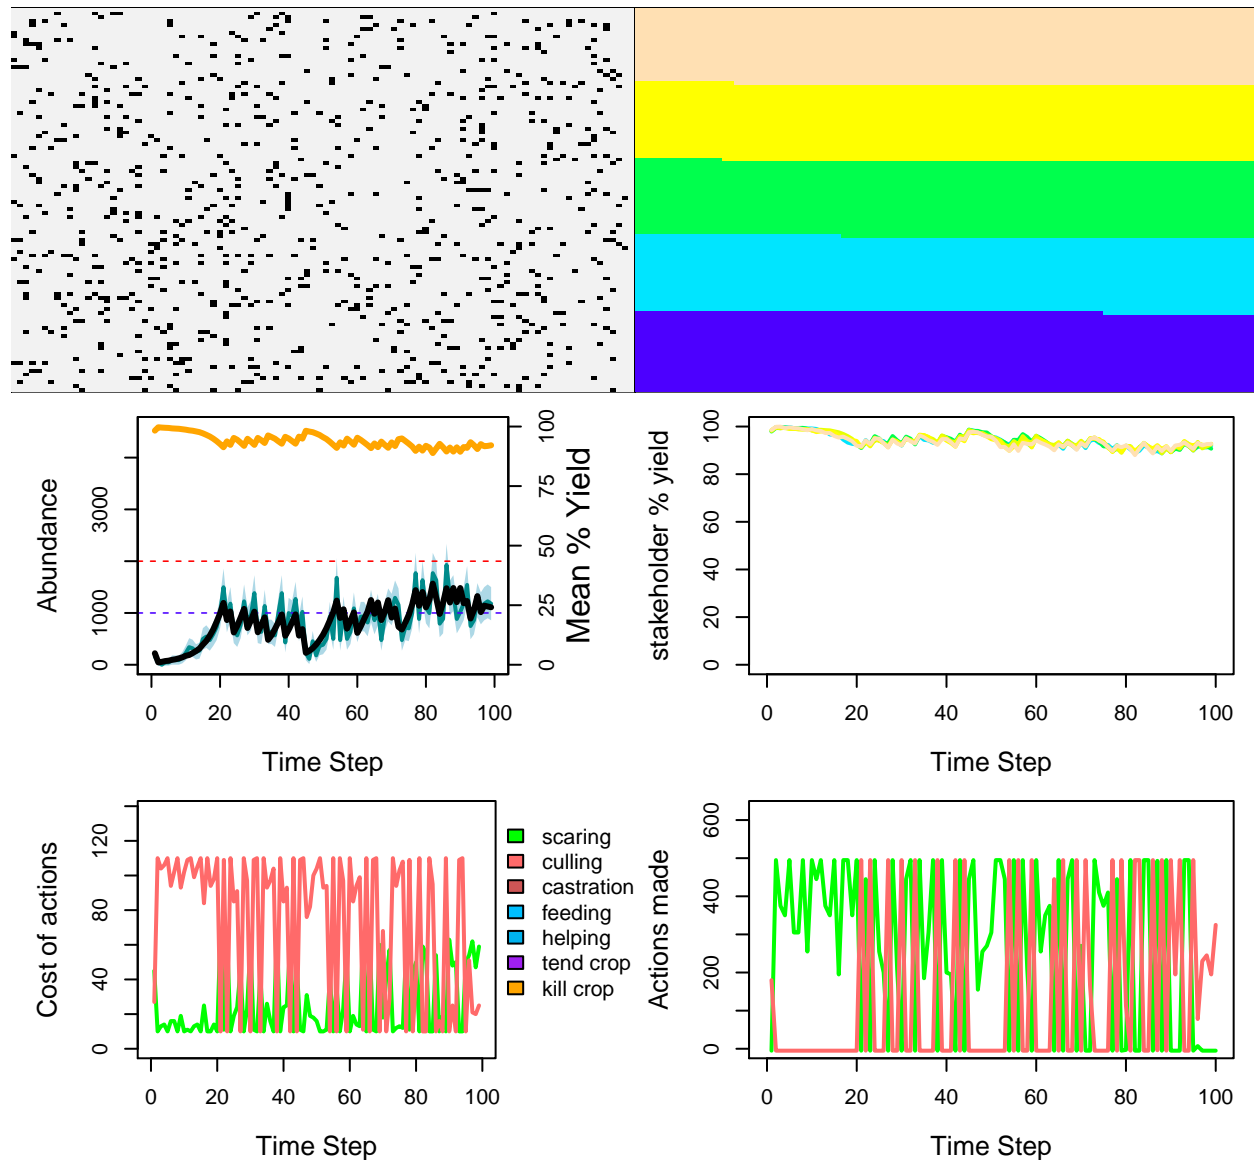 Abundance
0
1000
3000
0
25
50
75
100
Mean % Yield
0
20
40
60
80
100
Time Step
stakeholder % yield
0
20
40
60
80
100
0
20
40
60
80
100
Time Step
Cost of actions
0
40
80
120
0
20
40
60
80
100
Time Step
scaring
culling
castration
feeding
helping
tend crop
kill crop
Actions made
0
200
400
600
0
20
40
60
80
100
Time Step